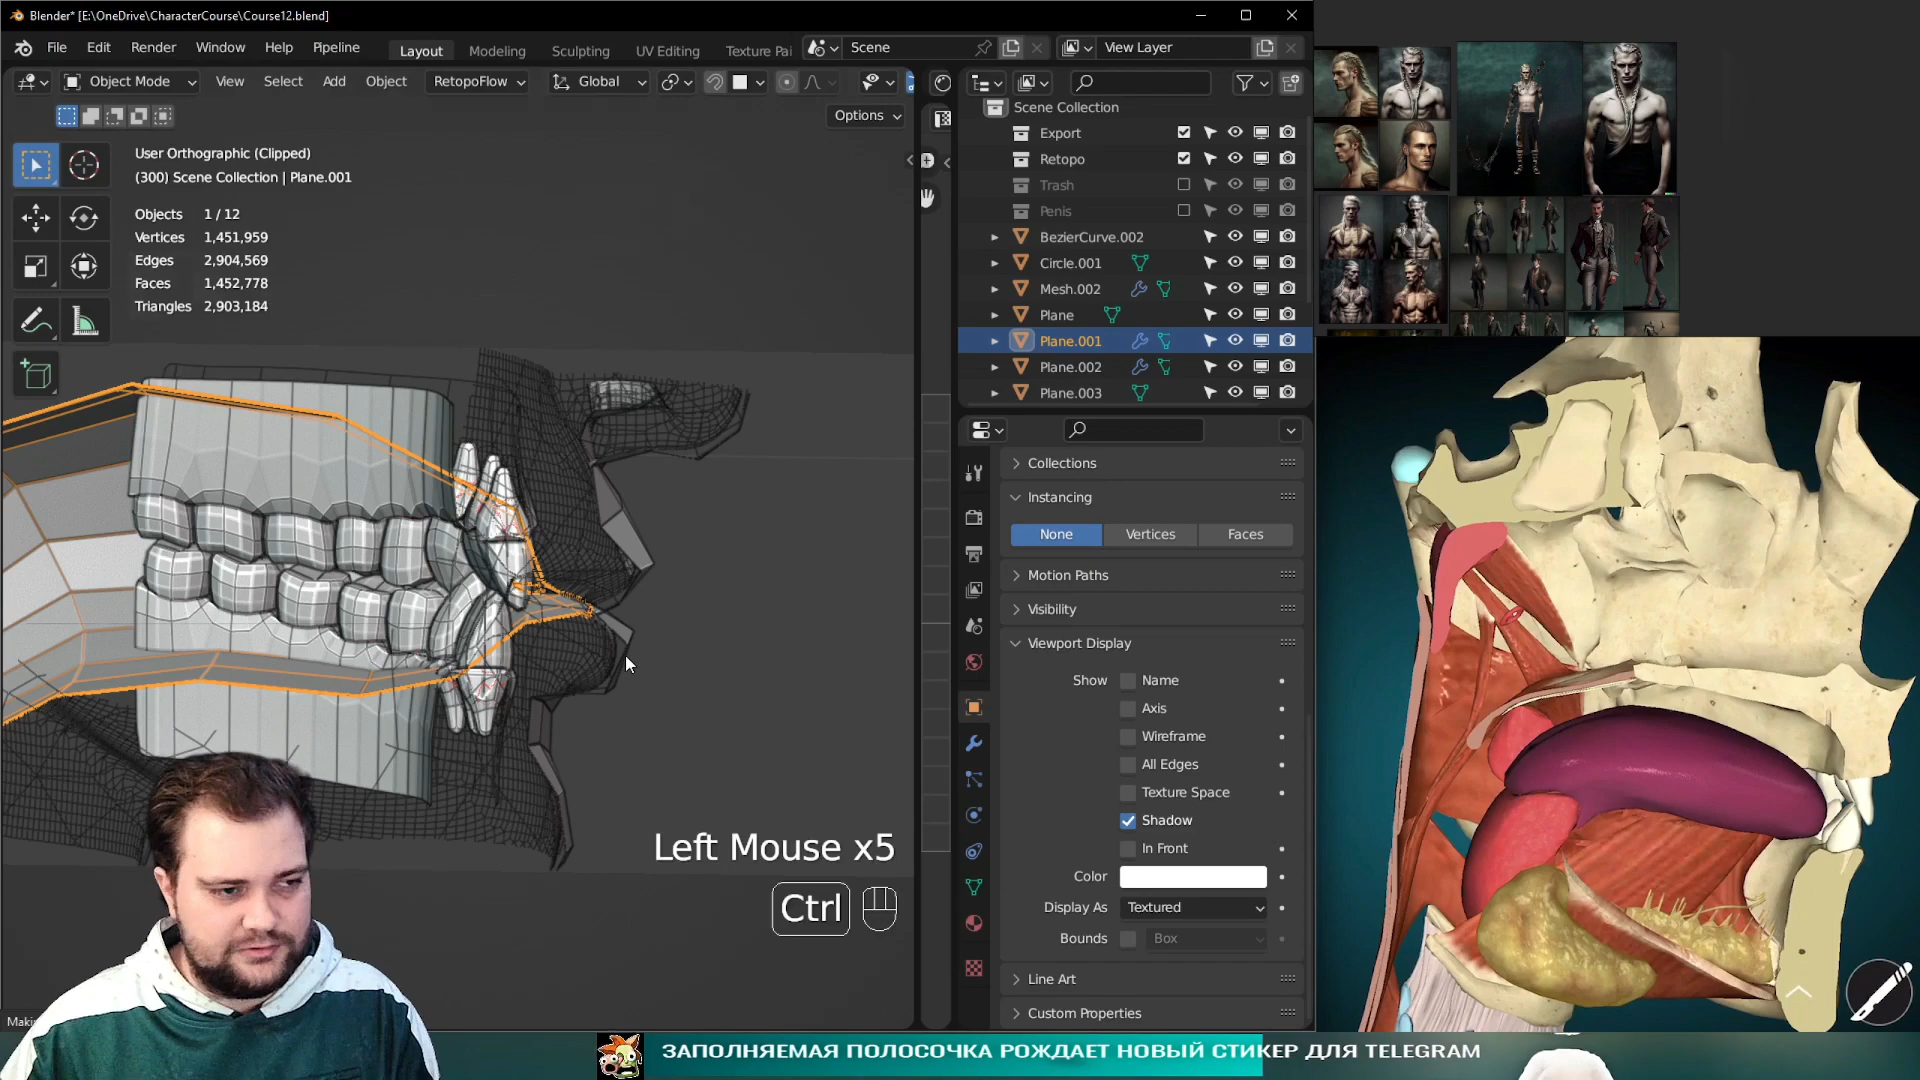 Blender* [E:\OneDrive\CharacterCourse\Course12.blend]
File Edit Render Window Help Pipeline Layout Modeling Sculpting UV Editing Texture Pai Scene View Layer
Object Mode View Select Add Object RetopoFlow Global
Options
User Orthographic (Clipped)
(300) Scene Collection | Plane.001
Objects 1 / 12
Vertices 1,451,959
Edges 2,904,569
Faces 1,452,778
Triangles 2,903,184
Scene Collection
Export
Retopo
Trash
Penis
BezierCurve.002
Circle.001
Mesh.002
Plane
Plane.001
Plane.002
Plane.003
Collections
Instancing
None Vertices Faces
Motion Paths
Visibility
Viewport Display
Show Name
Axis
Wireframe
All Edges
Texture Space
Shadow
In Front
Color
Display As Textured
Bounds Box
Line Art
Custom Properties
Left Mouse x5
Ctrl
ЗАПОЛНЯЕМАЯ ПОЛОСОЧКА РОЖДАЕТ НОВЫЙ СТИКЕР ДЛЯ TELEGRAM